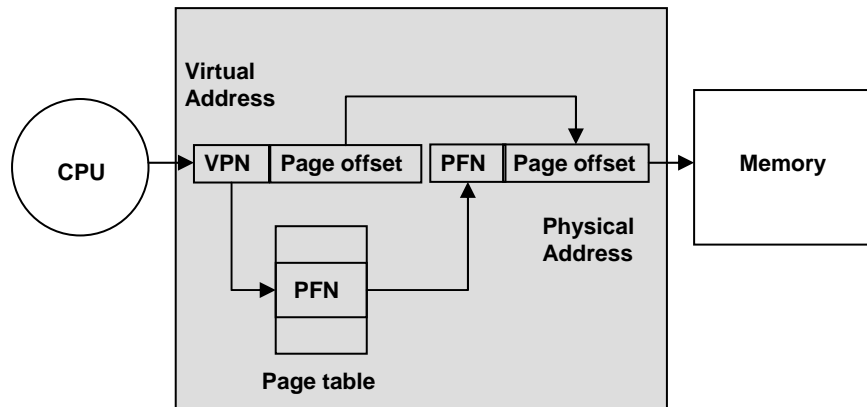 Virtual
Address
CPU
VPN
Page offset
PFN
Page offset
Memory
Physical
Address
PFN
Page table